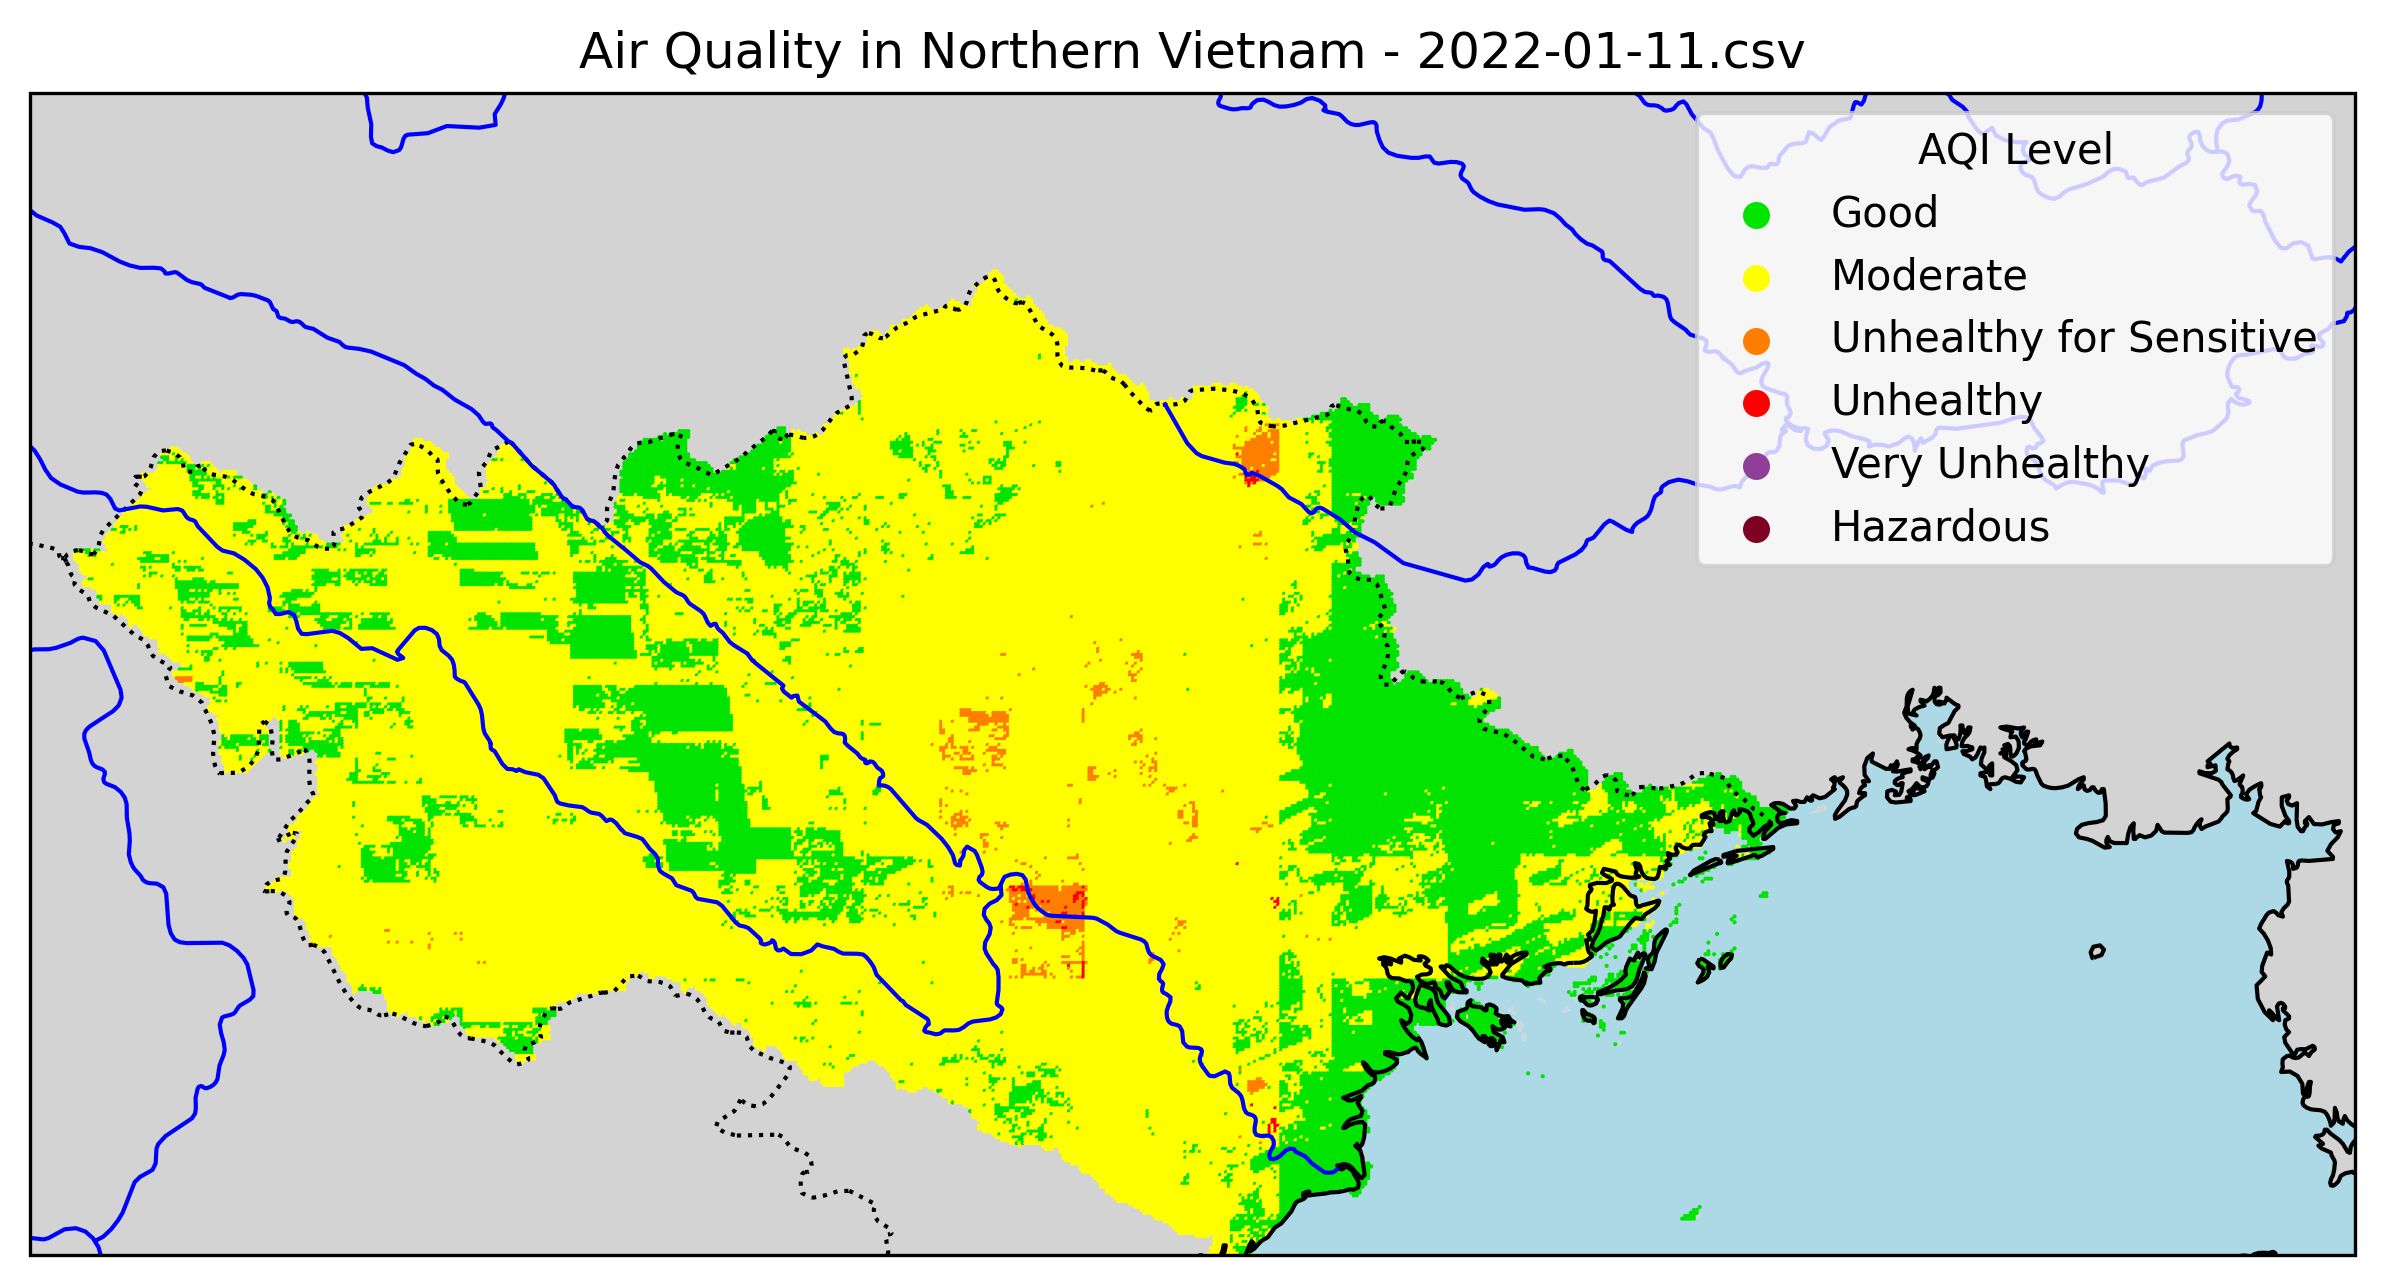 Air Quality in Northern Vietnam - 2022-01-11.csv
AQI Level
Good
Moderate
Unhealthy for Sensitive
Unhealthy
Very Unhealthy
Hazardous